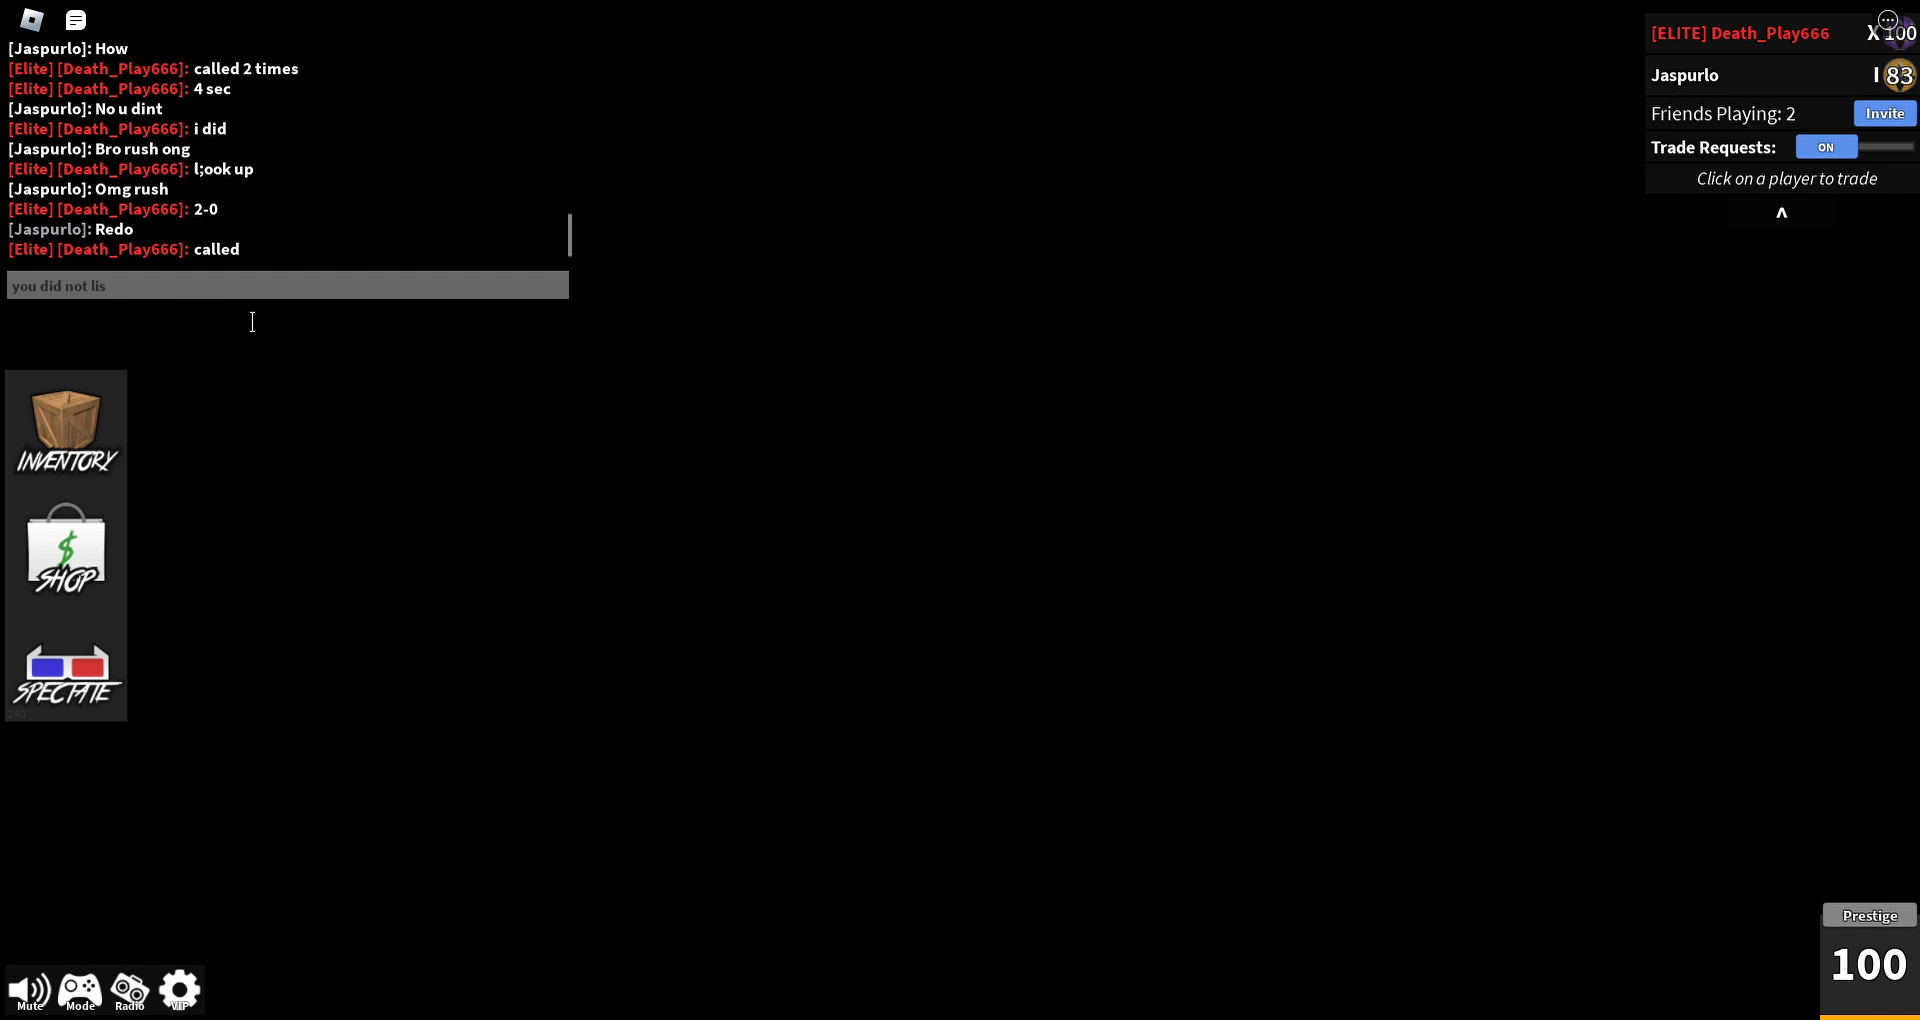 [Jaspurlo]: How
[Elite] [Death_Play666]: called 2 times
[Elite] [Death_Play666]: 4 sec
[Jaspurlo]: No u dint
[Elite] [Death_Play666]: i did
[Jaspurlo]: Bro rush ong
[Elite] [Death_Play666]: l;ook up
[Jaspurlo]: Omg rush
[Elite] [Death_Play666]: 2-0
[Jaspurlo]: Redo
[Elite] [Death_Play666]: called
you did not lis
[ELITE] Death_Play666 X 100
Jaspurlo I 83
Friends Playing: 2 Invite
Trade Requests: ON
Click on a player to trade
^
INVENTORY
$
SHOP
SPECTATE
240
Mute Mode Radio VIP
Prestige
100